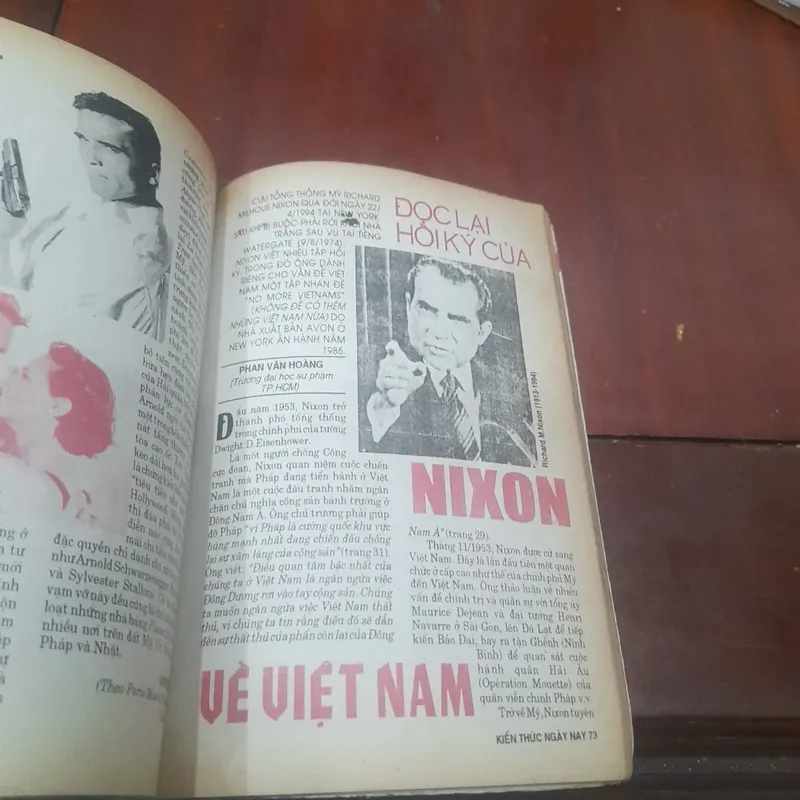 đặc quyền chỉ dành cho
như Arnold Schwarzenegger
và Sylvester Stallone.
vạm vỡ này đều cùng
loạt những nhà hàng
nhiều nơi trên đất Mỹ,
Pháp và Nhật.
(Theo
CỰU TỔNG THỐNG MỸ RICHARD
MILHOUS NIXON QUA ĐỜI NGÀY 22/
4/1994 TẠI NEW YORK.
SAU KHI BỊ BUỘC PHẢI RỜI KHỎI NHÀ
TRẮNG SAU VỤ TAI TIẾNG
WATERGATE (9/8/1974),
NIXON VIẾT NHIỀU TẬP HỒI
KÝ, TRONG ĐÓ ÔNG DÀNH
RIÊNG CHO VẤN ĐỀ VIỆT
NAM MỘT TẬP NHAN ĐỀ
"NO MORE VIETNAMS"
(KHÔNG ĐỂ CÓ THÊM
NHỮNG VIỆT NAM NỮA) DO
NHÀ XUẤT BẢN AVON Ở
NEW YORK ẤN HÀNH NĂM
1986.
PHAN VĂN HOÀNG
(Trường đại học sư phạm
TP.HCM)
ĐỌC LẠI
HỒI KÝ CỦA
NIXON
VỀ VIỆT NAM
Richard M.Nixon (1913-1994)
Đầu năm 1953, Nixon trở
thành phó tổng thống
trong chính phủ của tướng
Dwight D. Eisenhower.
Là một người chống Cộng
cực đoan, Nixon quan niệm cuộc chiến
tranh mà Pháp đang tiến hành ở Việt
Nam là một cuộc đấu tranh nhằm ngăn
chặn chủ nghĩa cộng sản bành trướng ở
Đông Nam Á. Ông chủ trương phải giúp
đỡ Pháp "vì Pháp là cường quốc khu vực
hùng mạnh nhất đang chiến đấu chống
lại sự xâm lăng của cộng sản" (trang 31).
Ông viết: "Điều quan tâm bậc nhất của
chúng ta ở Việt Nam là ngăn ngừa việc
Đông Dương rơi vào tay cộng sản. Chúng
ta muốn ngăn ngừa việc Việt Nam thất
thủ, vì chúng ta tin rằng điều đó sẽ dẫn
đến sự thất thủ của phần còn lại của Đông
Nam Á" (trang 29).
Tháng 11/1953, Nixon được cử sang
Việt Nam. Đây là lần đầu tiên một quan
chức ở cấp cao như thế của chính phủ Mỹ
đến Việt Nam. Ông thảo luận về nhiều
vấn đề chính trị và quân sự với tổng ủy
Maurice Dejean và đại tướng Henri
Navarre ở Sài Gòn, lên Đà Lạt để tiếp
kiến Bảo Đại, bay ra tận Ghềnh (Ninh
Bình) để quan sát cuộc
hành quân Hải Âu
(Opération Mouette) của
quân viễn chinh Pháp v.v
Trở về Mỹ, Nixon tuyên
KIẾN THỨC NGÀY NAY 73